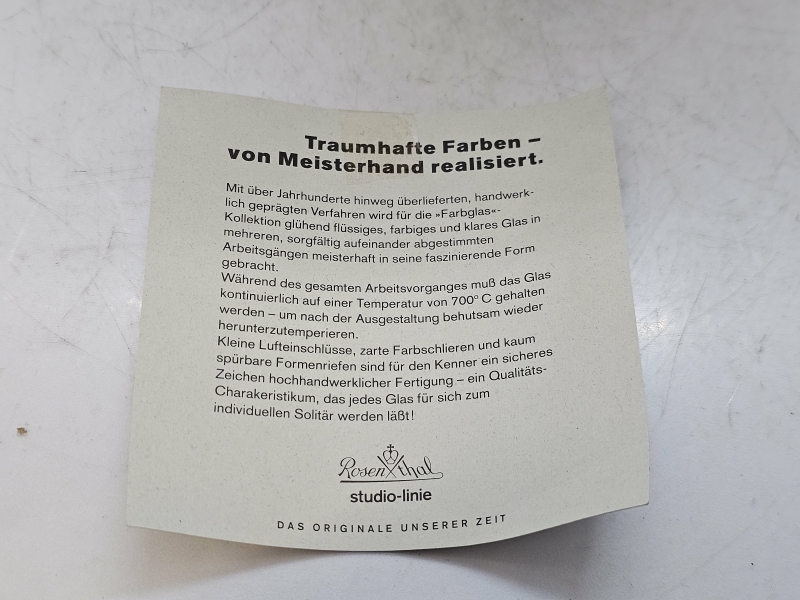 Traumhafte Farben –
von Meisterhand realisiert.
Mit über Jahrhunderte hinweg überlieferten, handwerk-
lich geprägten Verfahren wird für die »Farbglas«-
Kollektion glühend flüssiges, farbiges und klares Glas in
mehreren, sorgfältig aufeinander abgestimmten
Arbeitsgängen meisterhaft in seine faszinierende Form
gebracht.
Während des gesamten Arbeitsvorganges muß das Glas
kontinuierlich auf einer Temperatur von 700° C gehalten
werden – um nach der Ausgestaltung behutsam wieder
herunterzutemperieren.
Kleine Lufteinschlüsse, zarte Farbschlieren und kaum
spürbare Formenriefen sind für den Kenner ein sicheres
Zeichen hochhandwerklicher Fertigung – ein Qualitäts-
Charakeristikum, das jedes Glas für sich zum
individuellen Solitär werden läßt!
Rosenthal
studio-linie
DAS ORIGINALE UNSERER ZEIT